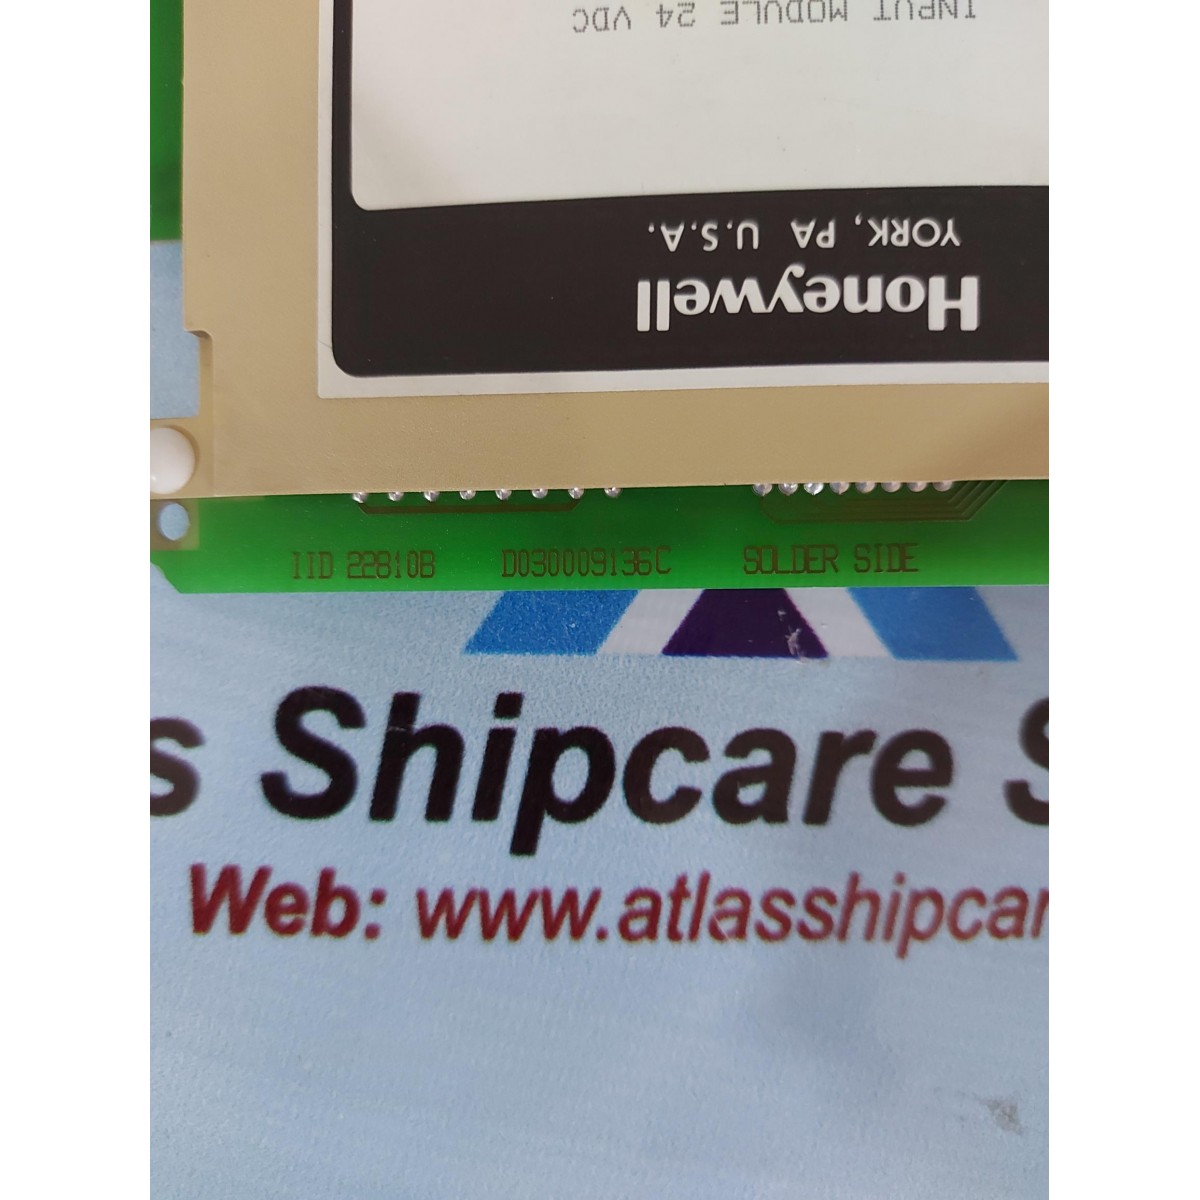 INPUT MODULE 24 VDC
YORK, PA U.S.A.
Honeywell
IID 22810B D030009136C SOLDER SIDE
s Shipcare S
Web: www.atlasshipcar